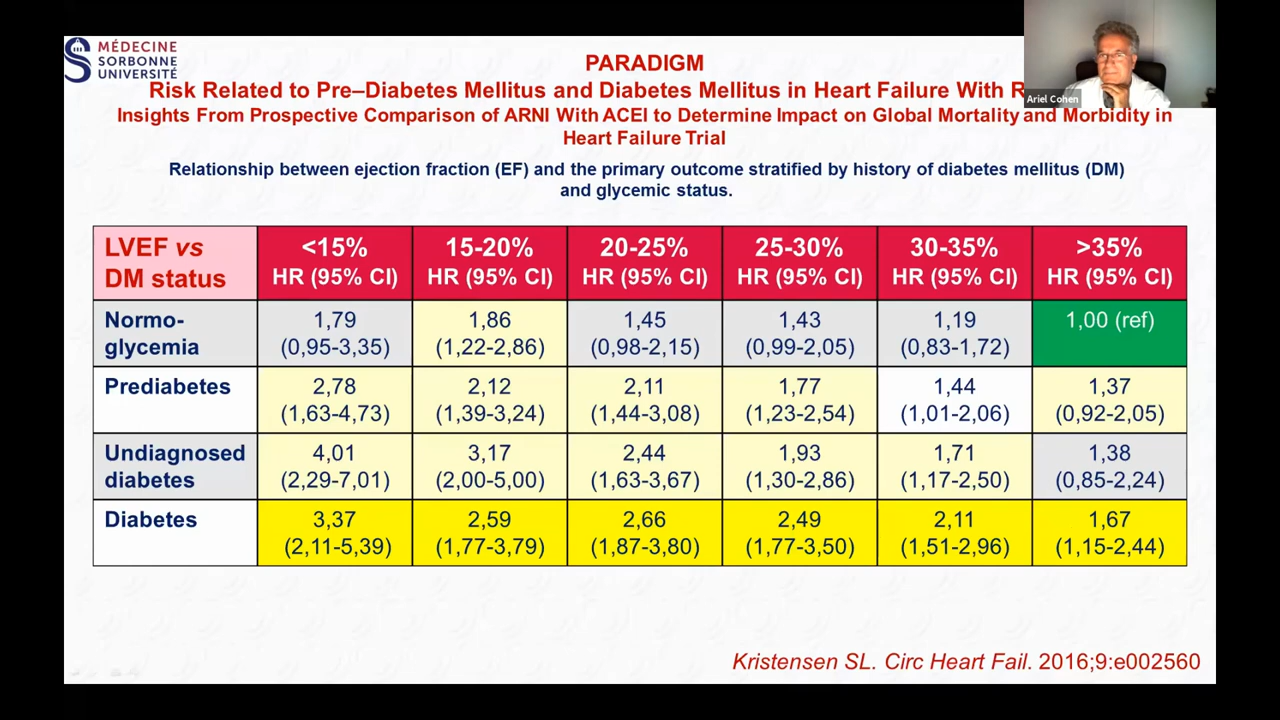 MÉDECINE
SORBONNE
UNIVERSITÉ
PARADIGM
Risk Related to Pre–Diabetes Mellitus and Diabetes Mellitus in Heart Failure With R
Insights From Prospective Comparison of ARNI With ACEI to Determine Impact on Global Mortality and Morbidity in
Heart Failure Trial
Ariel Cohen
Relationship between ejection fraction (EF) and the primary outcome stratified by history of diabetes mellitus (DM)
and glycemic status.
LVEF vs DM status <15% HR (95% CI) 15-20% HR (95% CI) 20-25% HR (95% CI) 25-30% HR (95% CI) 30-35% HR (95% CI) >35% HR (95% CI)
Normo-glycemia 1,79 (0,95-3,35) 1,86 (1,22-2,86) 1,45 (0,98-2,15) 1,43 (0,99-2,05) 1,19 (0,83-1,72) 1,00 (ref)
Prediabetes 2,78 (1,63-4,73) 2,12 (1,39-3,24) 2,11 (1,44-3,08) 1,77 (1,23-2,54) 1,44 (1,01-2,06) 1,37 (0,92-2,05)
Undiagnosed diabetes 4,01 (2,29-7,01) 3,17 (2,00-5,00) 2,44 (1,63-3,67) 1,93 (1,30-2,86) 1,71 (1,17-2,50) 1,38 (0,85-2,24)
Diabetes 3,37 (2,11-5,39) 2,59 (1,77-3,79) 2,66 (1,87-3,80) 2,49 (1,77-3,50) 2,11 (1,51-2,96) 1,67 (1,15-2,44)
Kristensen SL. Circ Heart Fail. 2016;9:e002560